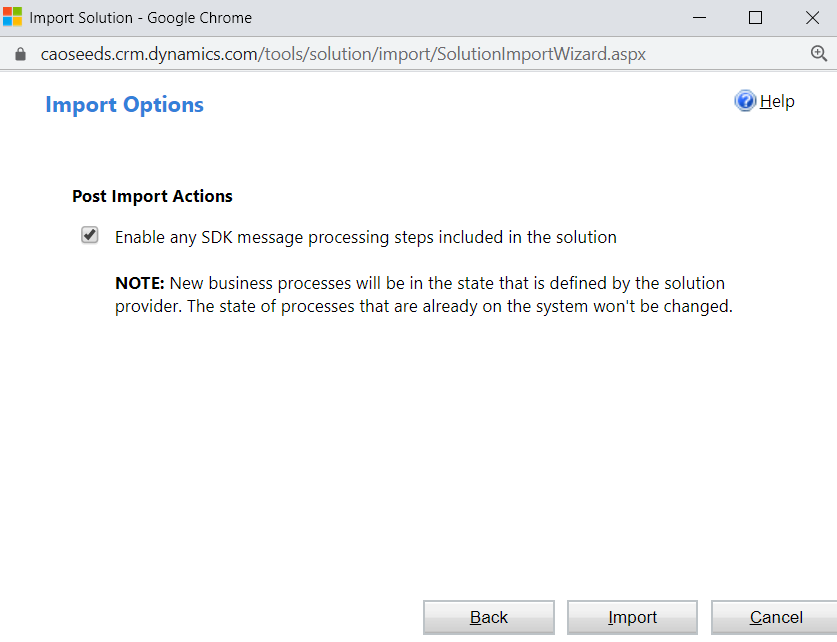 Import Solution - Google Chrome
caoseeds.crm.dynamics.com/tools/solution/import/SolutionImportWizard.aspx
Import Options
Help
Post Import Actions
Enable any SDK message processing steps included in the solution
NOTE: New business processes will be in the state that is defined by the solution
provider. The state of processes that are already on the system won't be changed.
Back
Import
Cancel